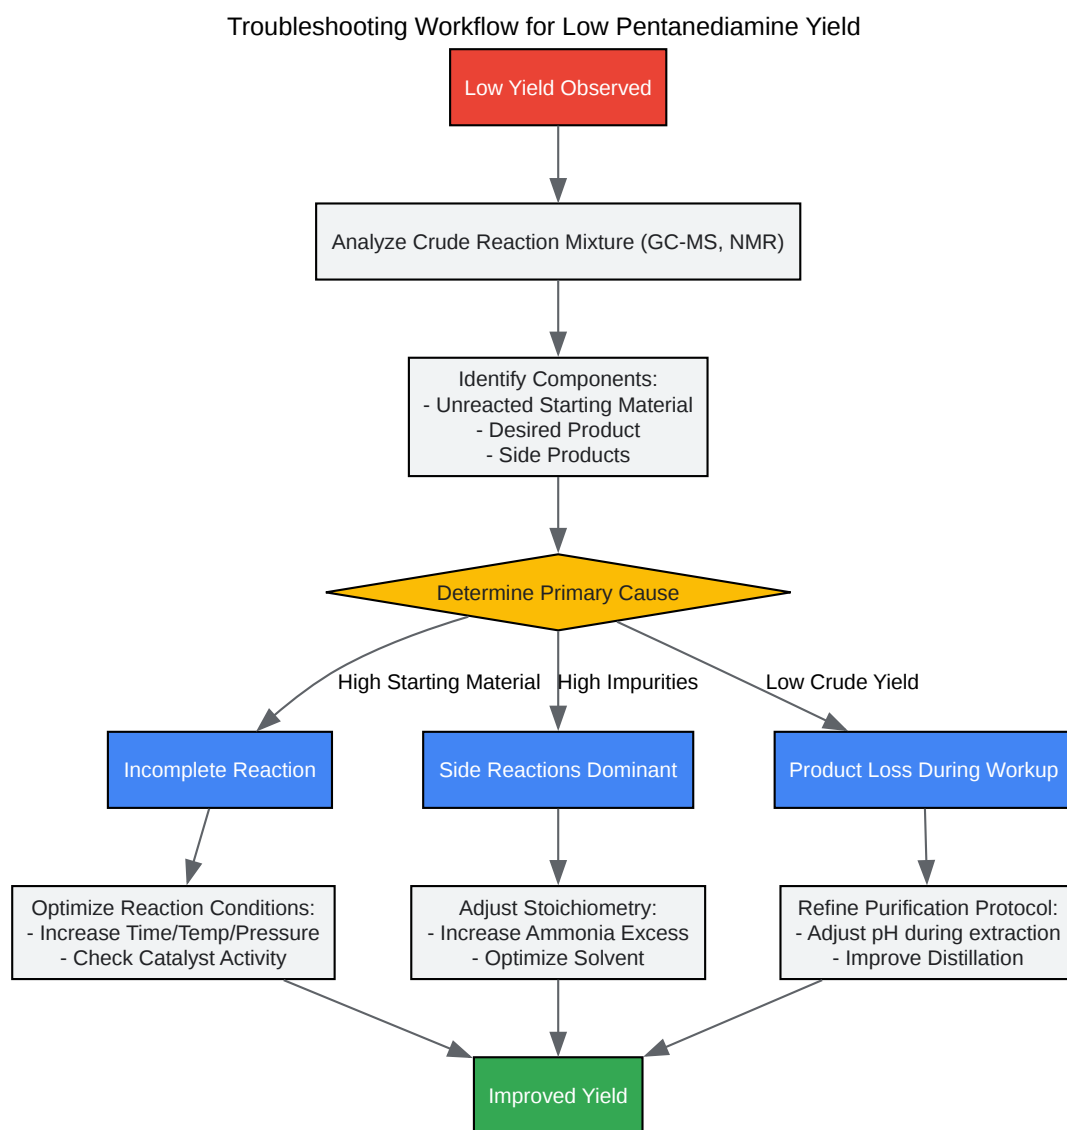 Troubleshooting Workflow for Low Pentanediamine Yield
Low Yield Observed
Analyze Crude Reaction Mixture (GC-MS, NMR)
Identify Components:
- Unreacted Starting Material
- Desired Product
- Side Products
Determine Primary Cause
High Starting Material
High Impurities
Low Crude Yield
Incomplete Reaction
Side Reactions Dominant
Product Loss During Workup
Optimize Reaction Conditions:
- Increase Time/Temp/Pressure
- Check Catalyst Activity
Adjust Stoichiometry:
- Increase Ammonia Excess
- Optimize Solvent
Refine Purification Protocol:
- Adjust pH during extraction
- Improve Distillation
Improved Yield